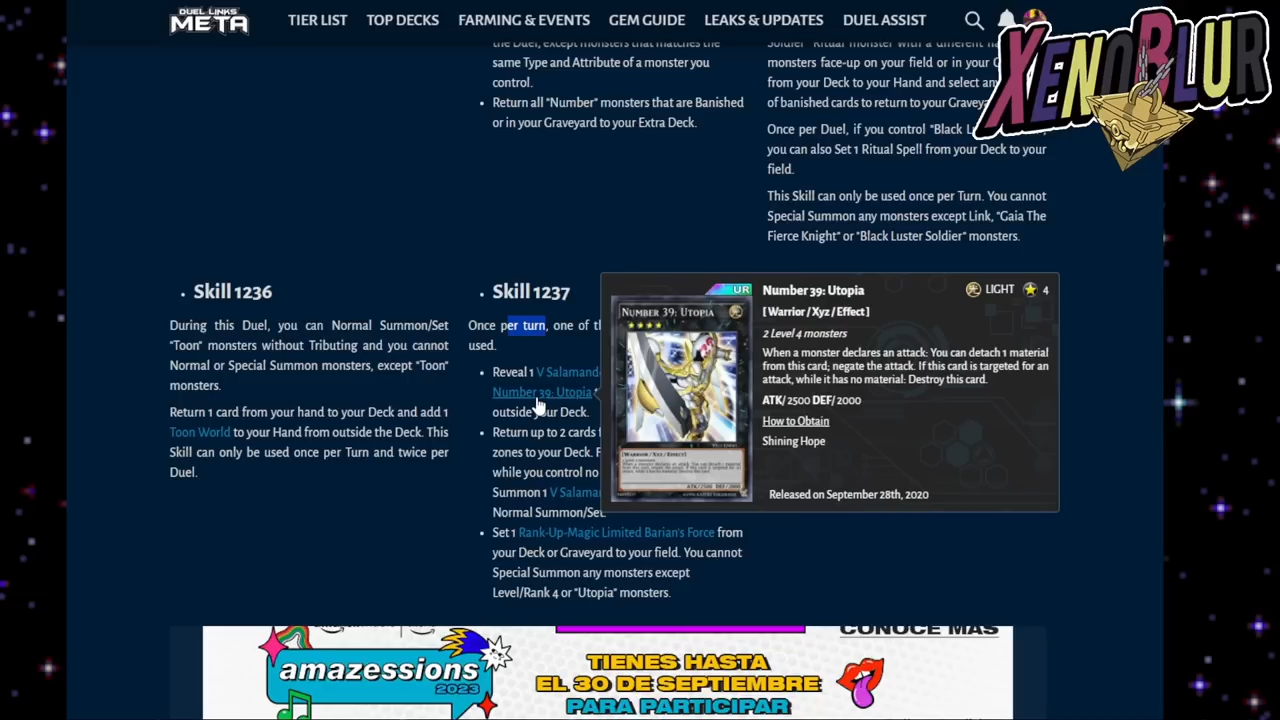 DUEL LINKS
META
TIER LIST
TOP DECKS
FARMING & EVENTS
GEM GUIDE
LEAKS & UPDATES
DUEL ASSIST
XENOBLUR
the Duel, except monsters that matches the
same Type and Attribute of a monster you
control.
• Return all "Number" monsters that are Banished
or in your Graveyard to your Extra Deck.
Soldier" Ritual monster with a different
monsters face-up on your field or in your
from your Deck to your Hand and select
of banished cards to return to your
Once per Duel, if you control "Black
you can also Set 1 Ritual Spell from your Deck to your
field.
This Skill can only be used once per Turn. You cannot
Special Summon any monsters except Link, "Gaia The
Fierce Knight" or "Black Luster Soldier" monsters.
• Skill 1236
During this Duel, you can Normal Summon/Set
"Toon" monsters without Tributing and you cannot
Normal or Special Summon monsters, except "Toon"
monsters.
Return 1 card from your hand to your Deck and add 1
Toon World to your Hand from outside the Deck. This
Skill can only be used once per Turn and twice per
Duel.
• Skill 1237
Once per turn, one of
used.
• Reveal 1 V
Number 39: Utopia
outside your Deck.
• Return up to 2 cards
zones to your Deck.
while you control no
Summon 1 V
Normal Summon/Set.
• Set 1 Rank-Up-Magic Limited Barian's Force from
your Deck or Graveyard to your field. You cannot
Special Summon any monsters except
Level/Rank 4 or "Utopia" monsters.
UR
Number 39: Utopia
[Warrior/Xyz/Effect]
Number 39: Utopia
LIGHT 4
[ Warrior / Xyz / Effect ]
2 Level 4 monsters
When a monster declares an attack: You can detach 1 material
from this card; negate the attack. If this card is targeted for an
attack, while it has no material: Destroy this card.
ATK/ 2500 DEF/ 2000
How to Obtain
Shining Hope
Released on September 28th, 2020
amazessions
2023
TIENES HASTA
EL 30 DE SEPTIEMBRE
PARA PARTICIPAR
CONOCE MÁS